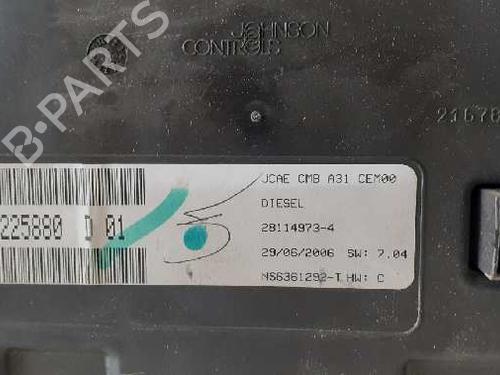 JOHNSON
CONTROLS
B-PARTS
21676
JCAE CMB A31 CEM00
DIESEL
225880 D 01
28114973-4
29/06/2006 SW: 7.04
NS6361292-T HW: C